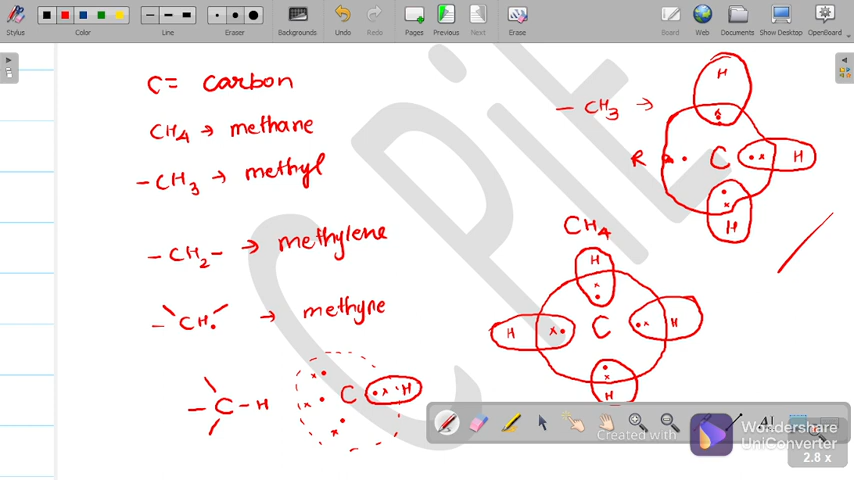 Stylus
Color
Line
Eraser
Backgrounds
Undo
Redo
Pages
Previous
Next
Erase
Board
Web
Documents
Show Desktop
OpenBoard
C = carbon
CH4 → methane
-CH3 → methyl
-CH2- → methylene
- CH. → methyne
- C - H
C H
- CH3 →
H
R C H
H
CH4
H
H C H
H
CPiE
Created with
Wondershare
UniConverter
2.8 x